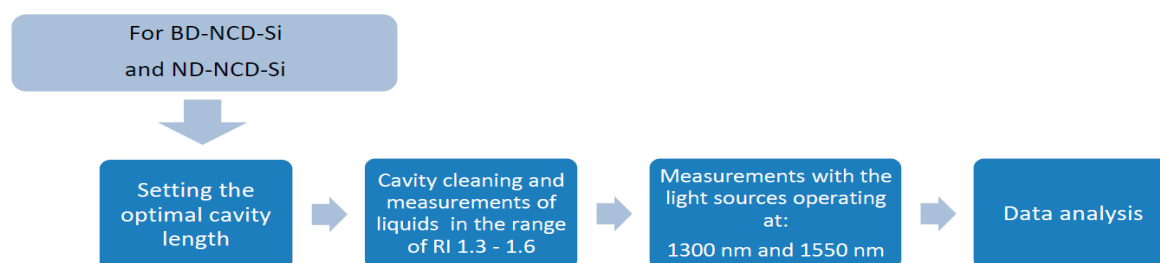 For BD-NCD-Si
and ND-NCD-Si
Setting the
optimal cavity
length
Cavity cleaning and
measurements of
liquids in the range
of RI 1.3 - 1.6
Measurements with the
light sources operating
at:
1300 nm and 1550 nm
Data analysis